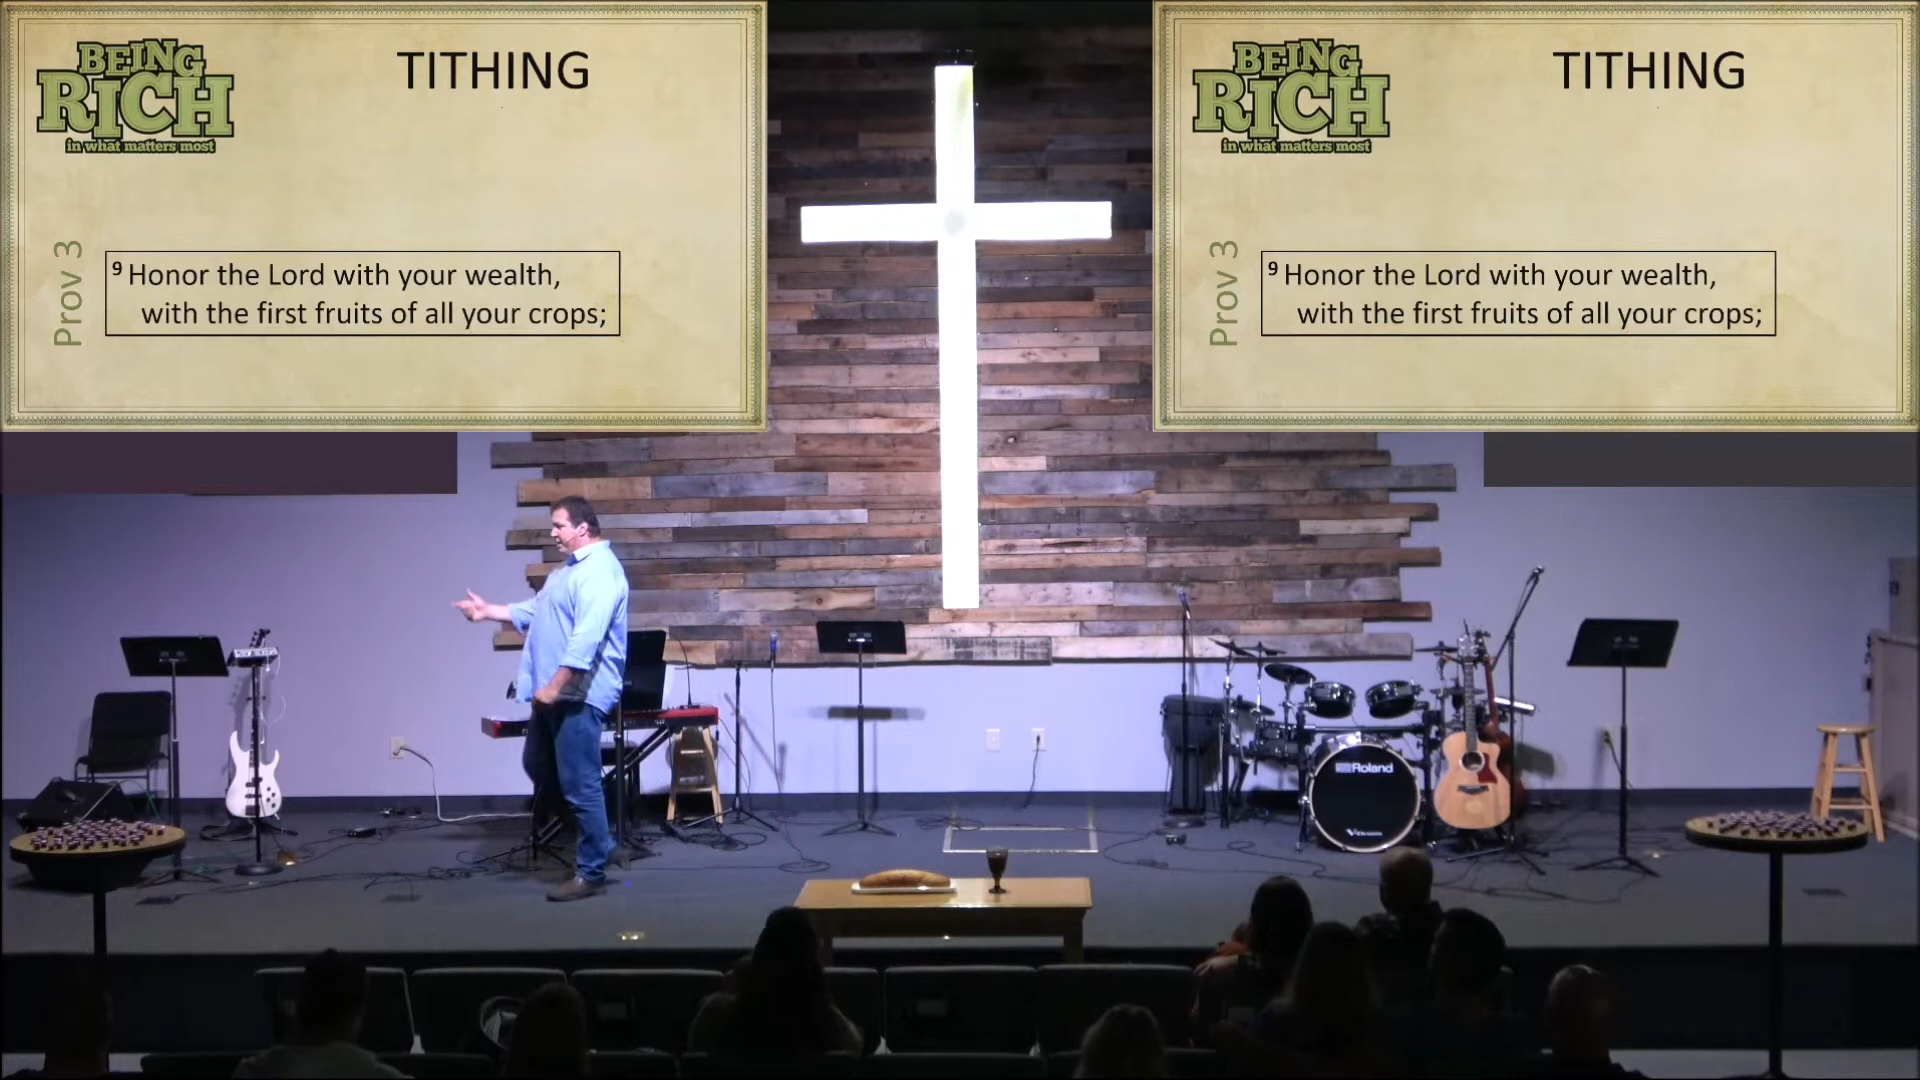 BEING
RICH
in what matters most
TITHING
Prov 3
9 Honor the Lord with your wealth,
with the first fruits of all your crops;
BEING
RICH
in what matters most
TITHING
Prov 3
9 Honor the Lord with your wealth,
with the first fruits of all your crops;
Roland
V-Drums